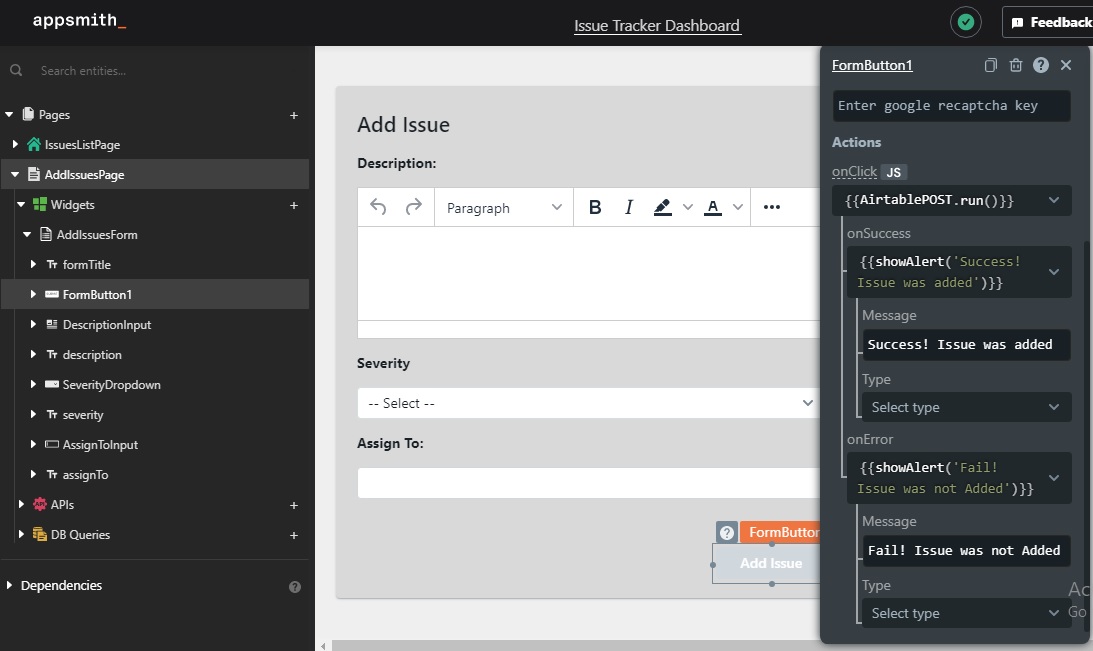 appsmith_
Issue Tracker Dashboard
Feedback
Search entities...
Pages
+
IssuesListPage
AddIssuesPage
Widgets
+
AddIssuesForm
formTitle
FormButton1
DescriptionInput
description
SeverityDropdown
severity
AssignToInput
assignTo
APIs
+
DB Queries
+
Dependencies
?
Add Issue
Description:
Paragraph
B I A
Severity
-- Select --
Assign To:
? FormButton
Add Issue
FormButton1
?
Enter google recaptcha key
Actions
onClick JS
{{AirtablePOST.run()}}
onSuccess
{{showAlert('Success!
Issue was added')}}
Message
Success! Issue was added
Type
Select type
onError
{{showAlert('Fail!
Issue was not Added')}}
Message
Fail! Issue was not Added
Type
Select type
Ac
Go